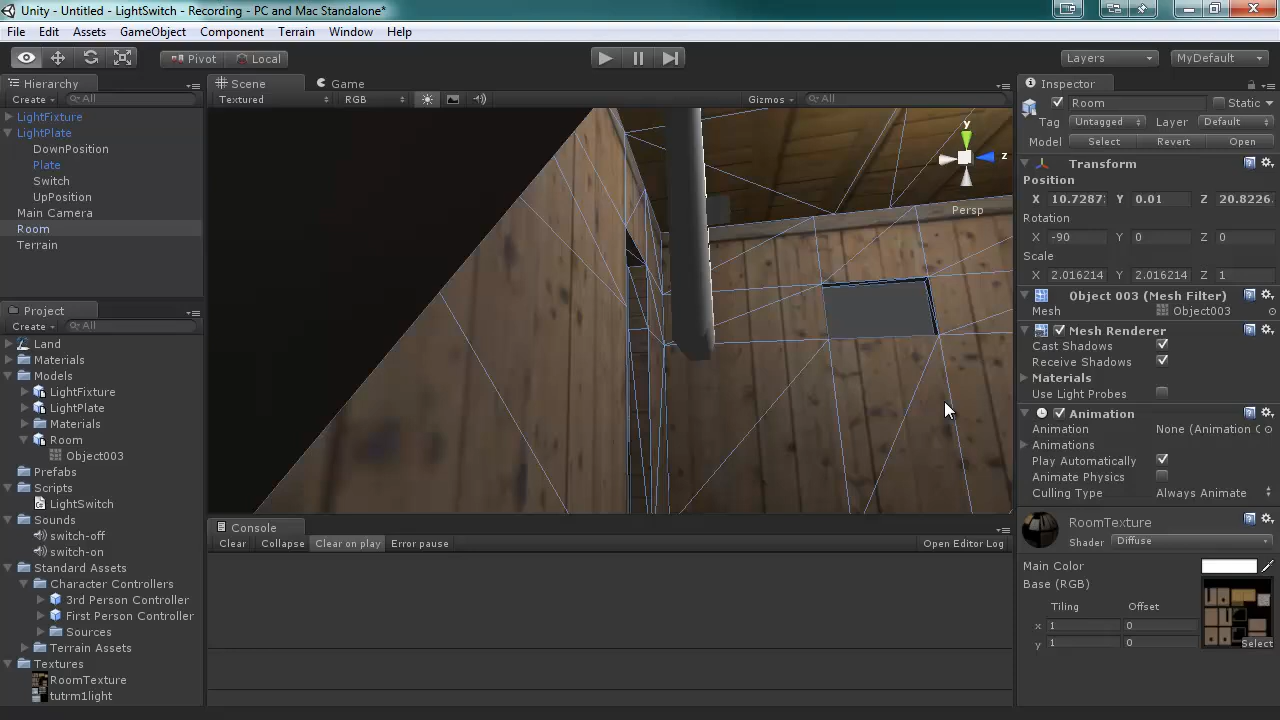 Unity - Untitled - LightSwitch - Recording - PC and Mac Standalone*
File Edit Assets GameObject Component Terrain Window Help
Pivot Local Layers MyDefault
Hierarchy
Create All
LightFixture
LightPlate
DownPosition
Plate
Switch
UpPosition
Main Camera
Room
Terrain
Project
Create All
Land
Materials
Models
LightFixture
LightPlate
Materials
Room
Object003
Prefabs
Scripts
LightSwitch
Sounds
switch-off
switch-on
Standard Assets
Character Controllers
3rd Person Controller
First Person Controller
Sources
Terrain Assets
Textures
RoomTexture
tutrm1light
Scene Game
Textured RGB Gizmos All
y
z
Persp
Console
Clear Collapse Clear on play Error pause Open Editor Log
Inspector
Room Static
Tag Untagged Layer Default
Model Select Revert Open
Transform
Position
X 10.7287 Y 0.01 Z 20.8226
Rotation
X -90 Y 0 Z 0
Scale
X 2.016214 Y 2.016214 Z 1
Object 003 (Mesh Filter)
Mesh Object003
Mesh Renderer
Cast Shadows
Receive Shadows
Materials
Use Light Probes
Animation
Animation None (Animation C
Animations
Play Automatically
Animate Physics
Culling Type Always Animate
RoomTexture
Shader Diffuse
Main Color
Base (RGB)
Tiling Offset
x 1 0
y 1 0
Select